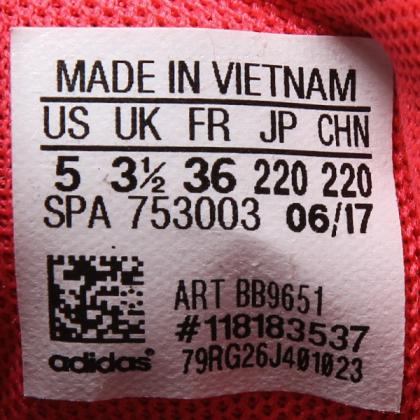 MADE IN VIETNAM
US UK FR JP CHN
5 3½ 36 220 220
SPA 753003 06/17
ART BB9651
#118183537
adidas 79RG26J401023